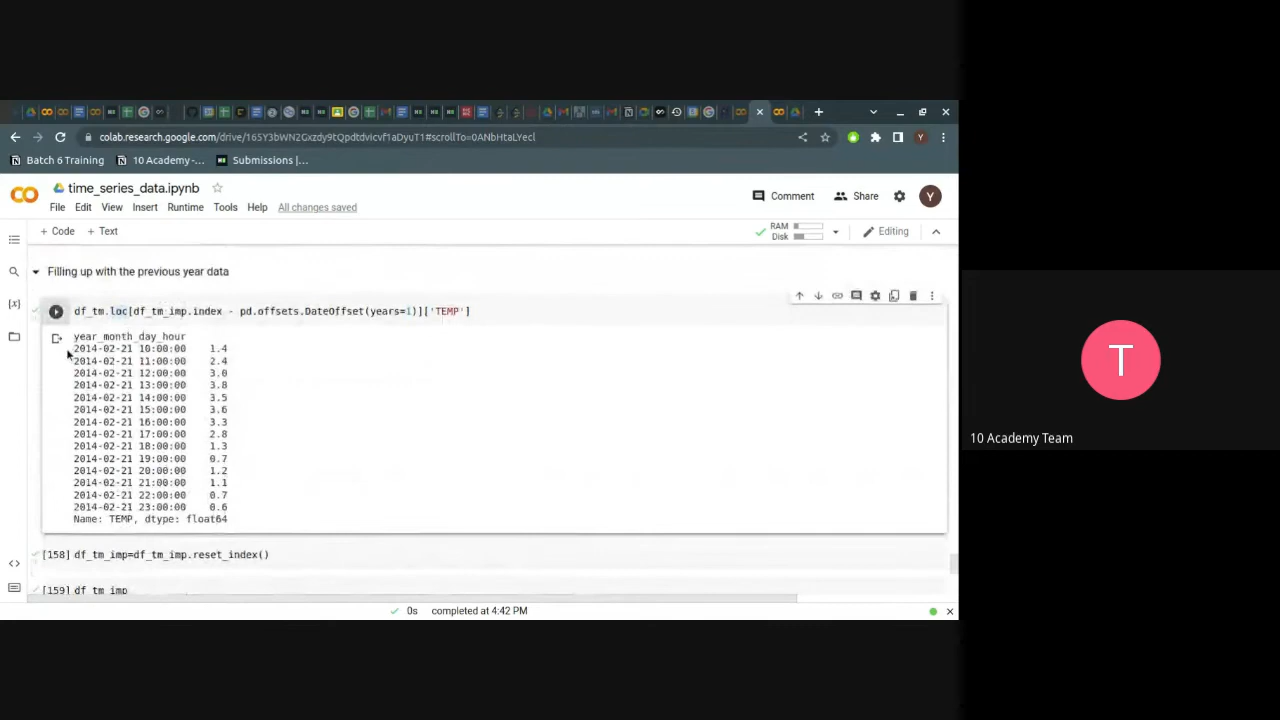 colab.research.google.com/drive/165Y3bWN2Gxzdy9tQpdtdvicvf1aDyuT1#scrollTo=0ANbHtaLYecl
Y
Batch 6 Training
10 Academy -...
Submissions |...
CO
time_series_data.ipynb
Comment
Share
Y
File Edit View Insert Runtime Tools Help All changes saved
+ Code + Text
RAM
Disk
Editing
Filling up with the previous year data
df_tm.loc[df_tm_imp.index - pd.offsets.DateOffset(years=1)]['TEMP']
year_month_day_hour
2014-02-21 10:00:00 1.4
2014-02-21 11:00:00 2.4
2014-02-21 12:00:00 3.0
2014-02-21 13:00:00 3.8
2014-02-21 14:00:00 3.5
2014-02-21 15:00:00 3.6
2014-02-21 16:00:00 3.3
2014-02-21 17:00:00 2.8
2014-02-21 18:00:00 1.3
2014-02-21 19:00:00 0.7
2014-02-21 20:00:00 1.2
2014-02-21 21:00:00 1.1
2014-02-21 22:00:00 0.7
2014-02-21 23:00:00 0.6
Name: TEMP, dtype: float64
[158] df_tm_imp=df_tm_imp.reset_index()
[159] df_tm_imp
0s completed at 4:42 PM
T
10 Academy Team